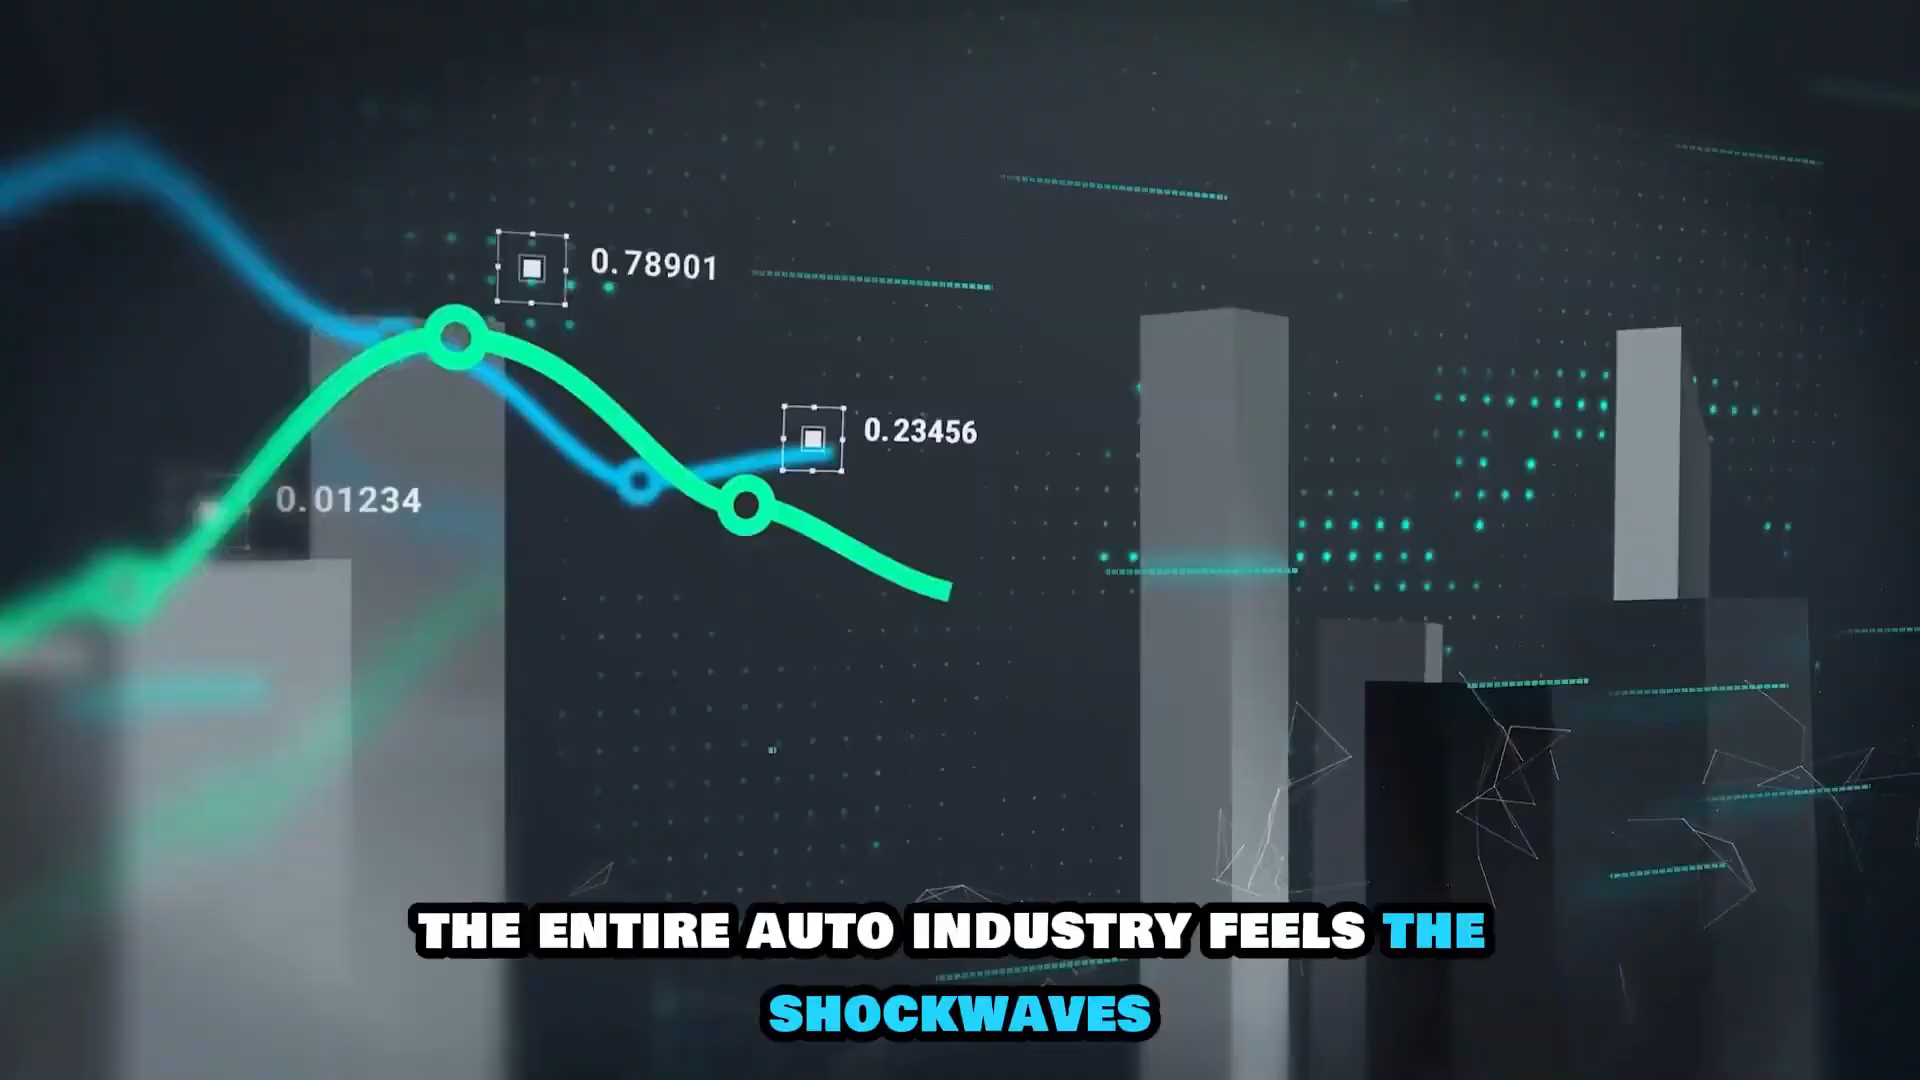 0.78901
0.23456
0.01234
THE ENTIRE AUTO INDUSTRY FEELS THE
SHOCKWAVES